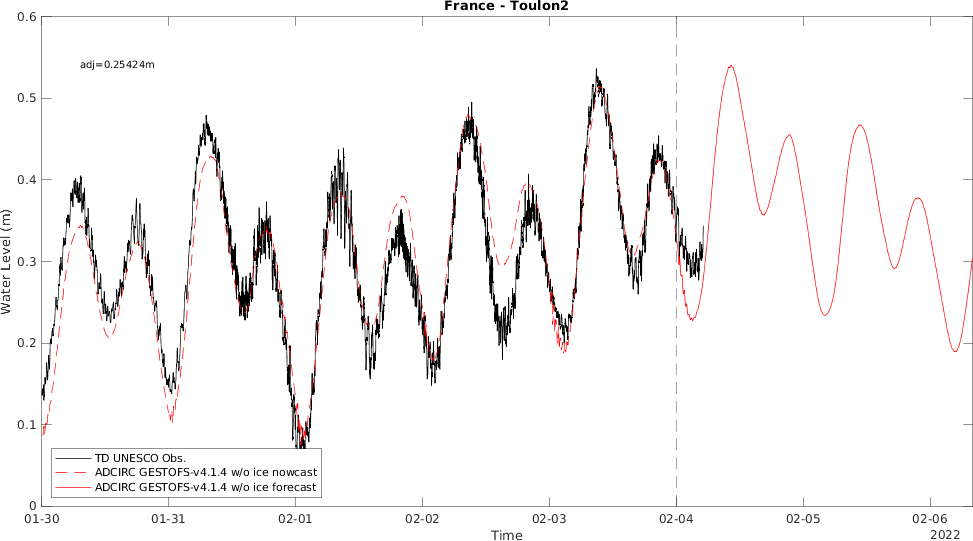 France - Toulon2
adj=0.25424m
Water Level (m)
0.6
0.5
0.4
0.3
0.2
0.1
0
TD UNESCO Obs.
ADCIRC GESTOFS-v4.1.4 w/o ice nowcast
ADCIRC GESTOFS-v4.1.4 w/o ice forecast
01-30 01-31 02-01 02-02 02-03 02-04 02-05 02-06
Time
2022